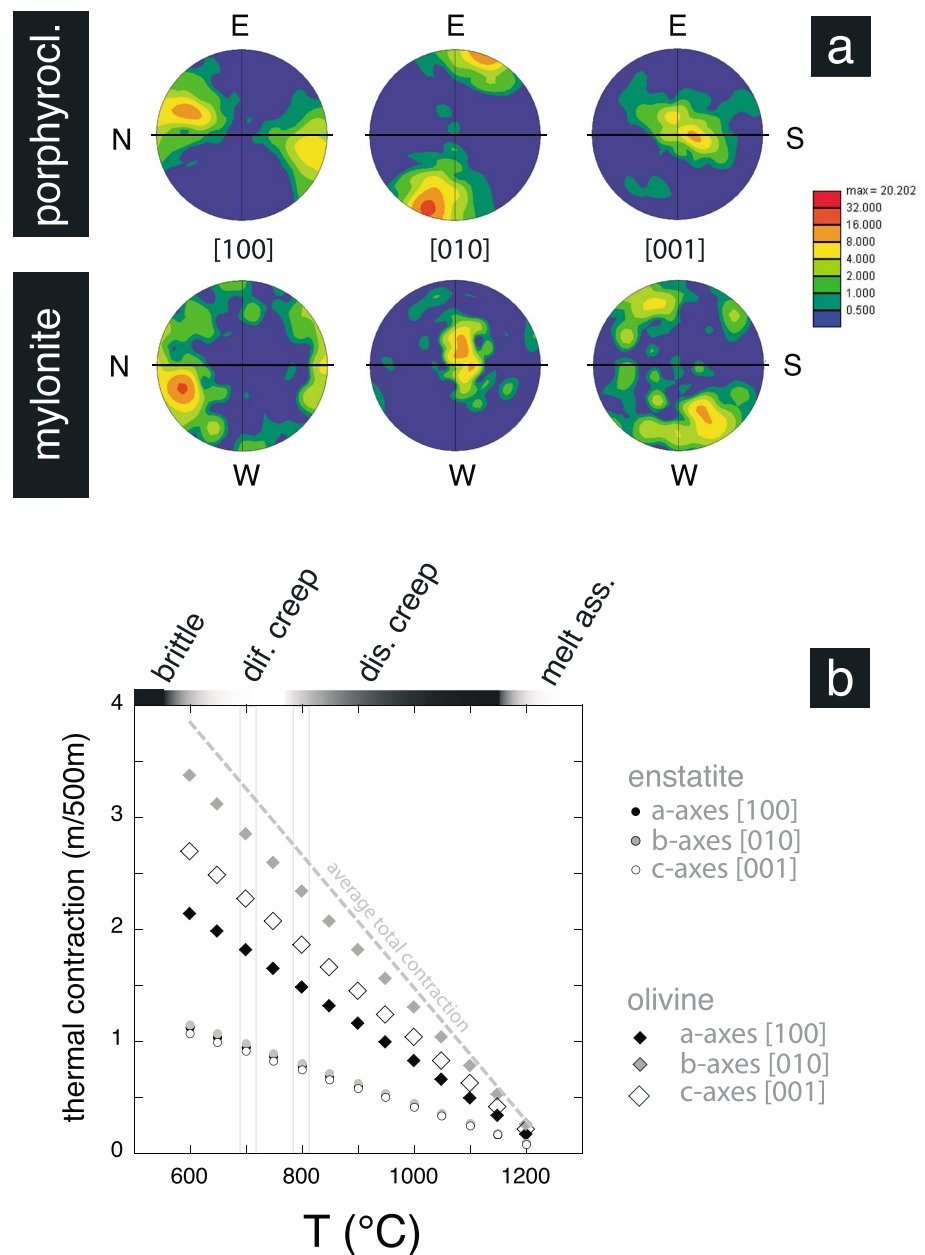 porphyrocl.
E
E
E
a
N
S
max = 20.202
32.000
16.000
8.000
4.000
2.000
1.000
0.500
[100]
[010]
[001]
mylonite
N
S
W
W
W
brittle
dif. creep
dis. creep
melt ass.
b
thermal contraction (m/500m)
4
3
2
1
0
average total contraction
600
800
1000
1200
T (°C)
enstatite
a-axes [100]
b-axes [010]
c-axes [001]
olivine
a-axes [100]
b-axes [010]
c-axes [001]